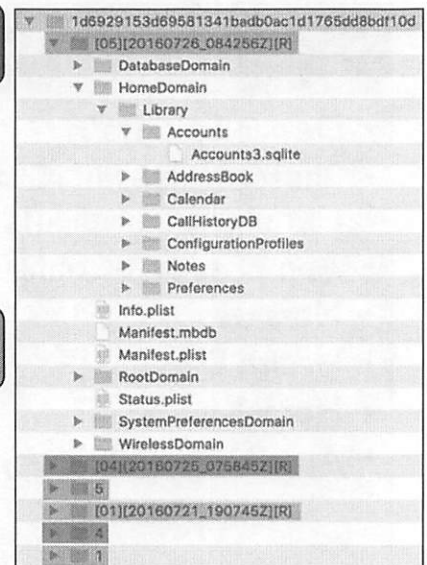 1d6929153d69581341badb0ac1d1765dd8bdf10d
[05][20160726_084256Z][R]
DatabaseDomain
HomeDomain
Library
Accounts
Accounts3.sqlite
AddressBook
Calendar
CallHistoryDB
ConfigurationProfiles
Notes
Preferences
Info.plist
Manifest.mbdb
Manifest.plist
RootDomain
Status.plist
SystemPreferencesDomain
WirelessDomain
[04][20160725_075845Z][R]
5
[01][20160721_190745Z][R]
4
1